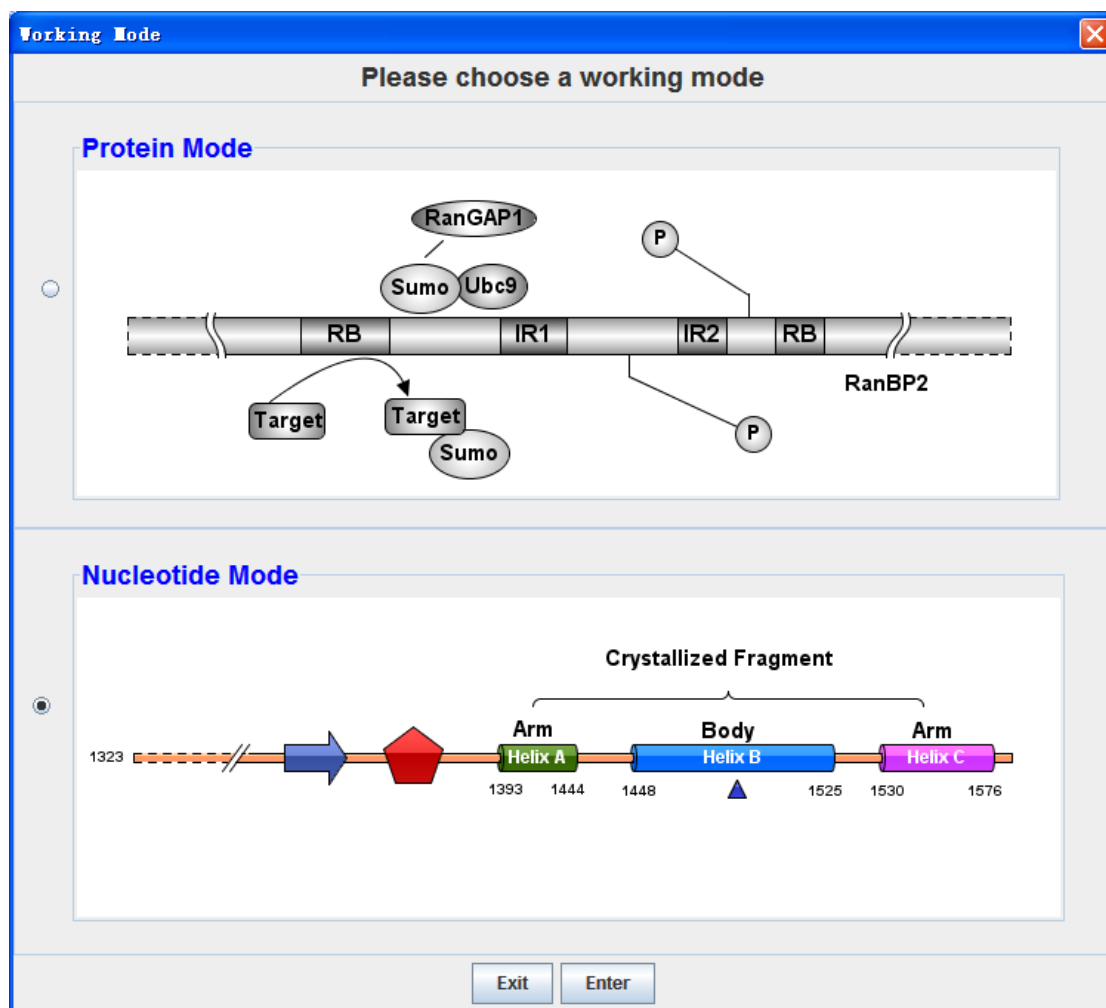 Working Mode
Please choose a working mode
Protein Mode
RanGAP1
P
Sumo Ubc9
RB IR1 IR2 RB
RanBP2
Target Target
P
Sumo
Nucleotide Mode
Crystallized Fragment
Arm Body Arm
1323 Helix A Helix B Helix C
1393 1444 1448 1525 1530 1576
Exit Enter